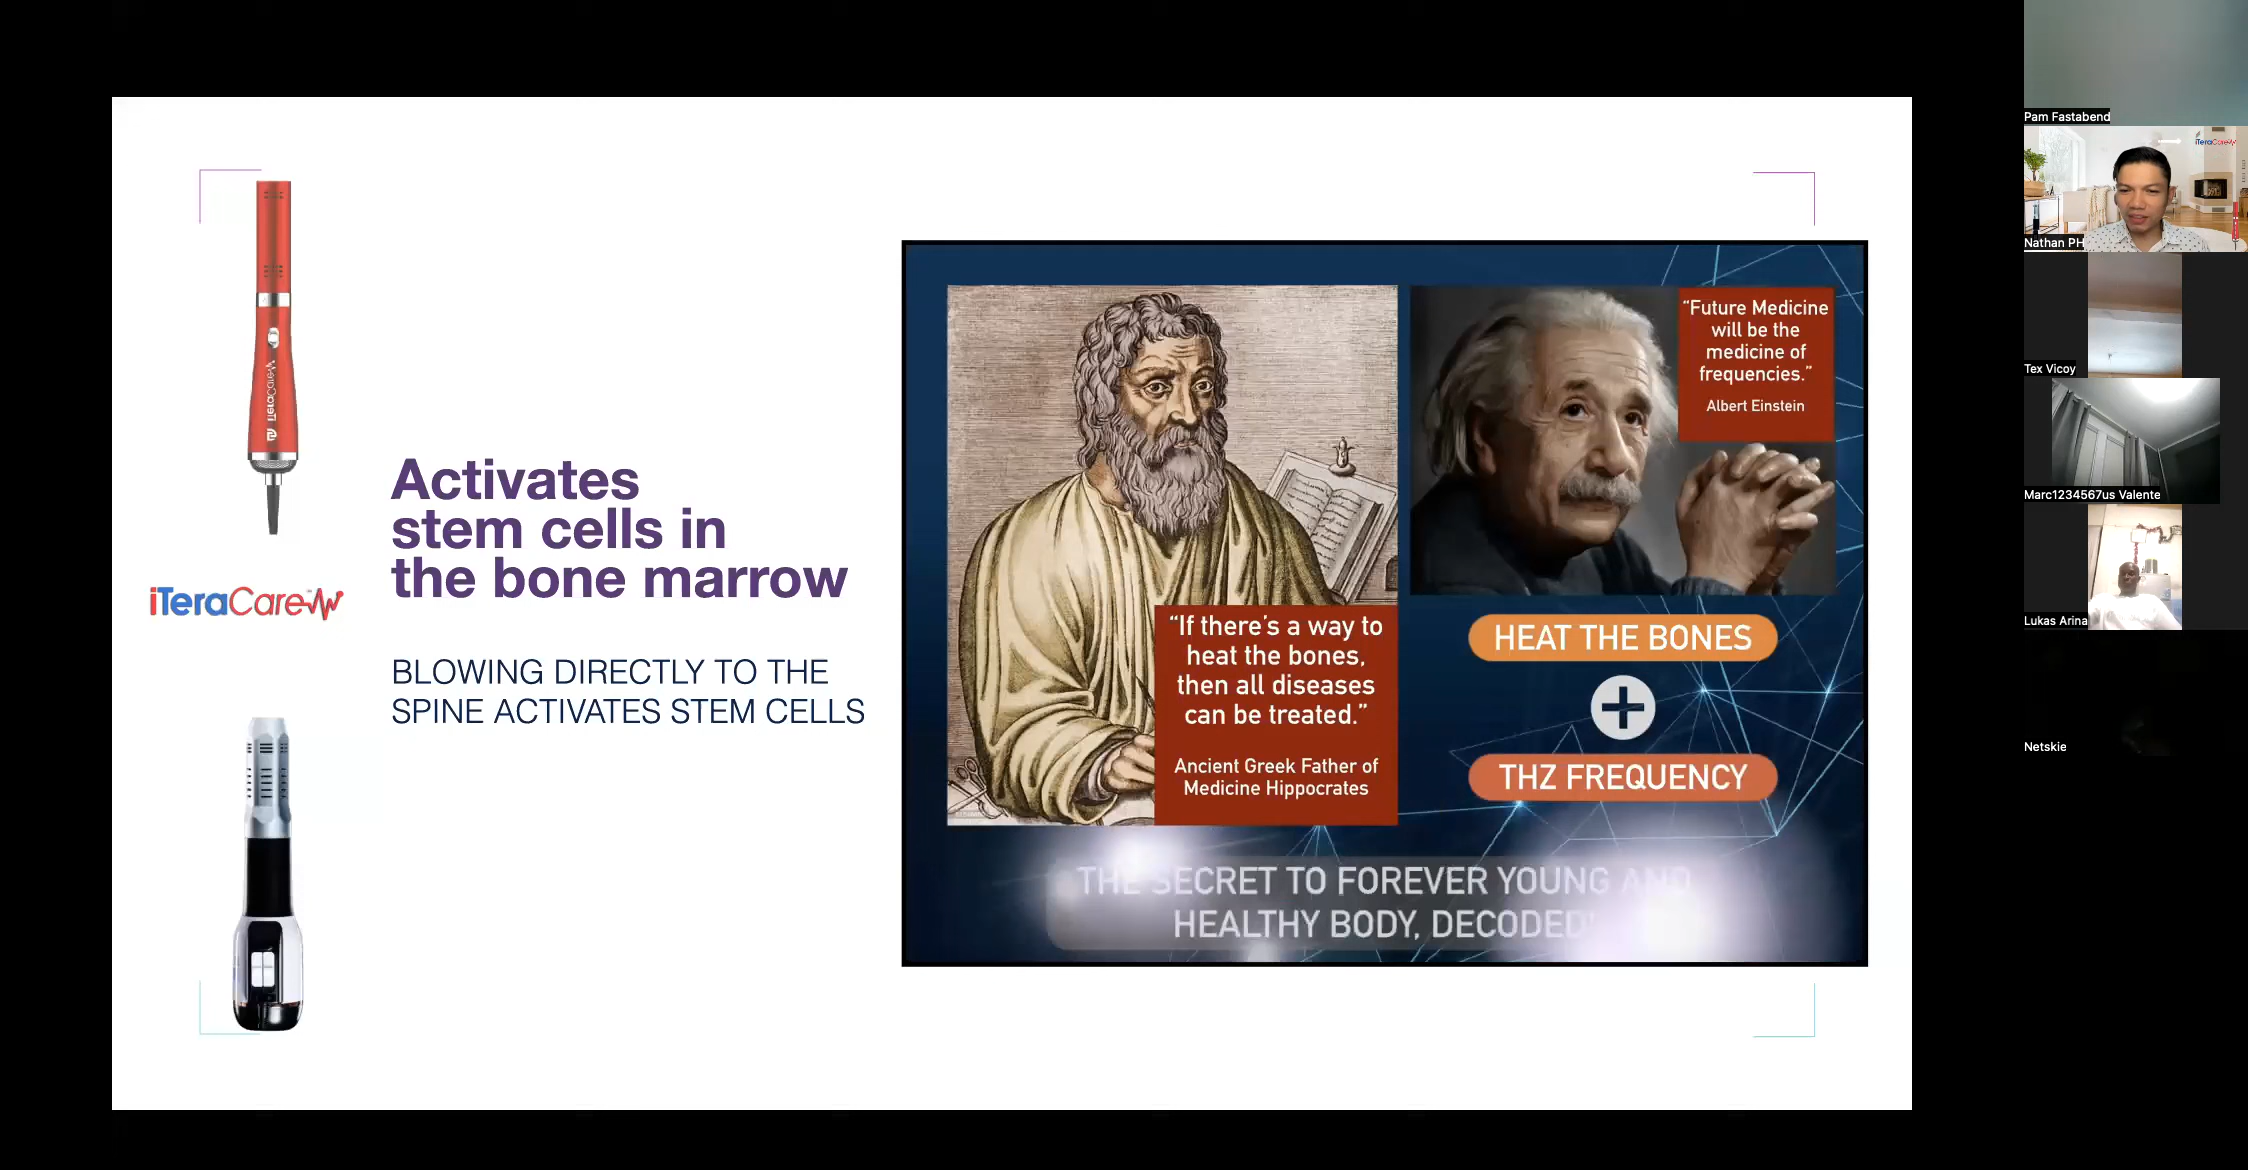 iTeraCare
iTeraCare
Activates
stem cells in
the bone marrow
BLOWING DIRECTLY TO THE
SPINE ACTIVATES STEM CELLS
“If there's a way to
heat the bones,
then all diseases
can be treated.”
Ancient Greek Father of
Medicine Hippocrates
“Future Medicine
will be the
medicine of
frequencies.”
Albert Einstein
HEAT THE BONES
THZ FREQUENCY
THE SECRET TO FOREVER YOUNG AND
HEALTHY BODY, DECODED!
Pam Fastabend
iTeraCare
Nathan PH
Tex Vicoy
Marc1234567us Valente
Lukas Arina
Netskie